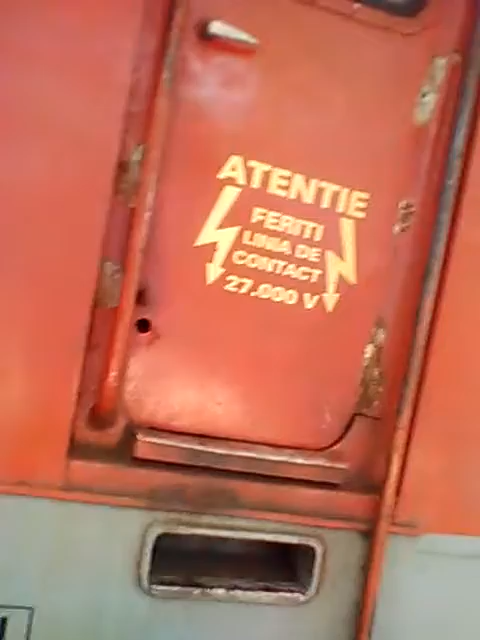 ATENTIE
FERITI
LINIA DE
CONTACT
27.000 V